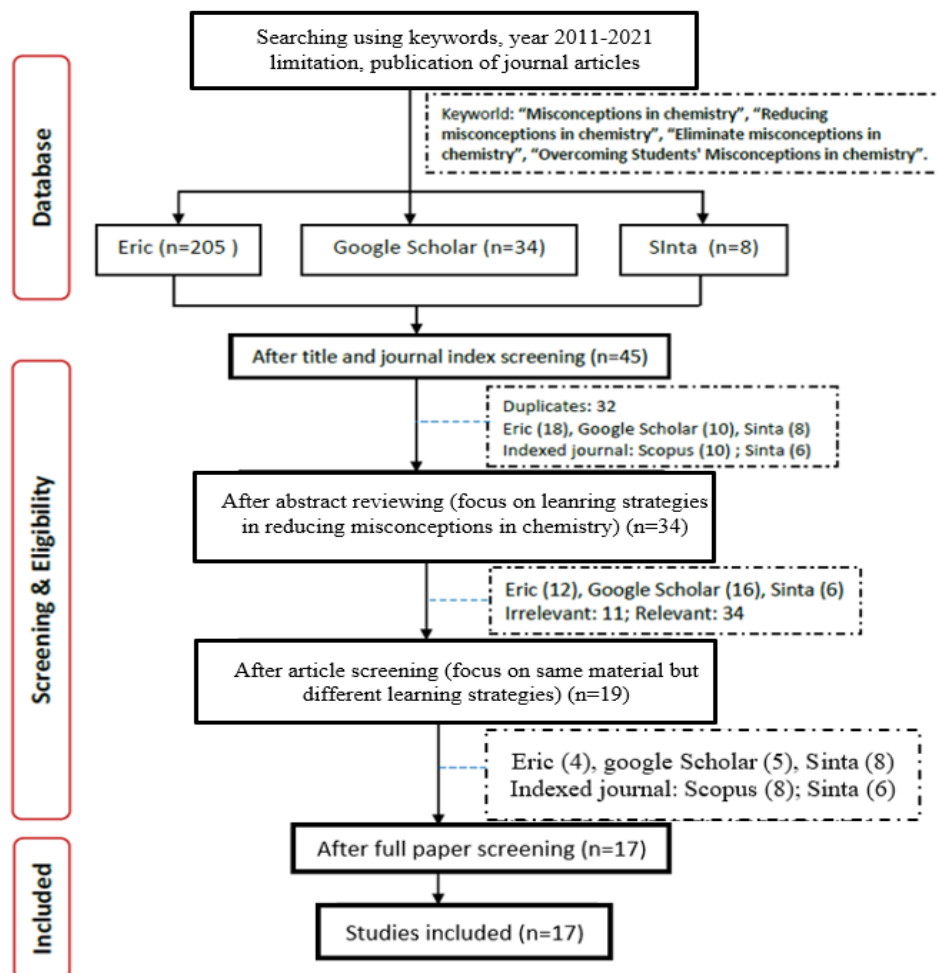 Searching using keywords, year 2011-2021
limitation, publication of journal articles
Database
Keyworld: “Misconceptions in chemistry”, “Reducing
misconceptions in chemistry”, “Eliminate misconceptions in
chemistry”, “Overcoming Students' Misconceptions in chemistry”.
Eric (n=205 )
Google Scholar (n=34)
SInta (n=8)
After title and journal index screening (n=45)
Screening & Eligibility
Duplicates: 32
Eric (18), Google Scholar (10), Sinta (8)
Indexed journal: Scopus (10) ; Sinta (6)
After abstract reviewing (focus on leanring strategies
in reducing misconceptions in chemistry) (n=34)
Eric (12), Google Scholar (16), Sinta (6)
Irrelevant: 11; Relevant: 34
After article screening (focus on same material but
different learning strategies) (n=19)
Eric (4), google Scholar (5), Sinta (8)
Indexed journal: Scopus (8); Sinta (6)
After full paper screening (n=17)
Included
Studies included (n=17)